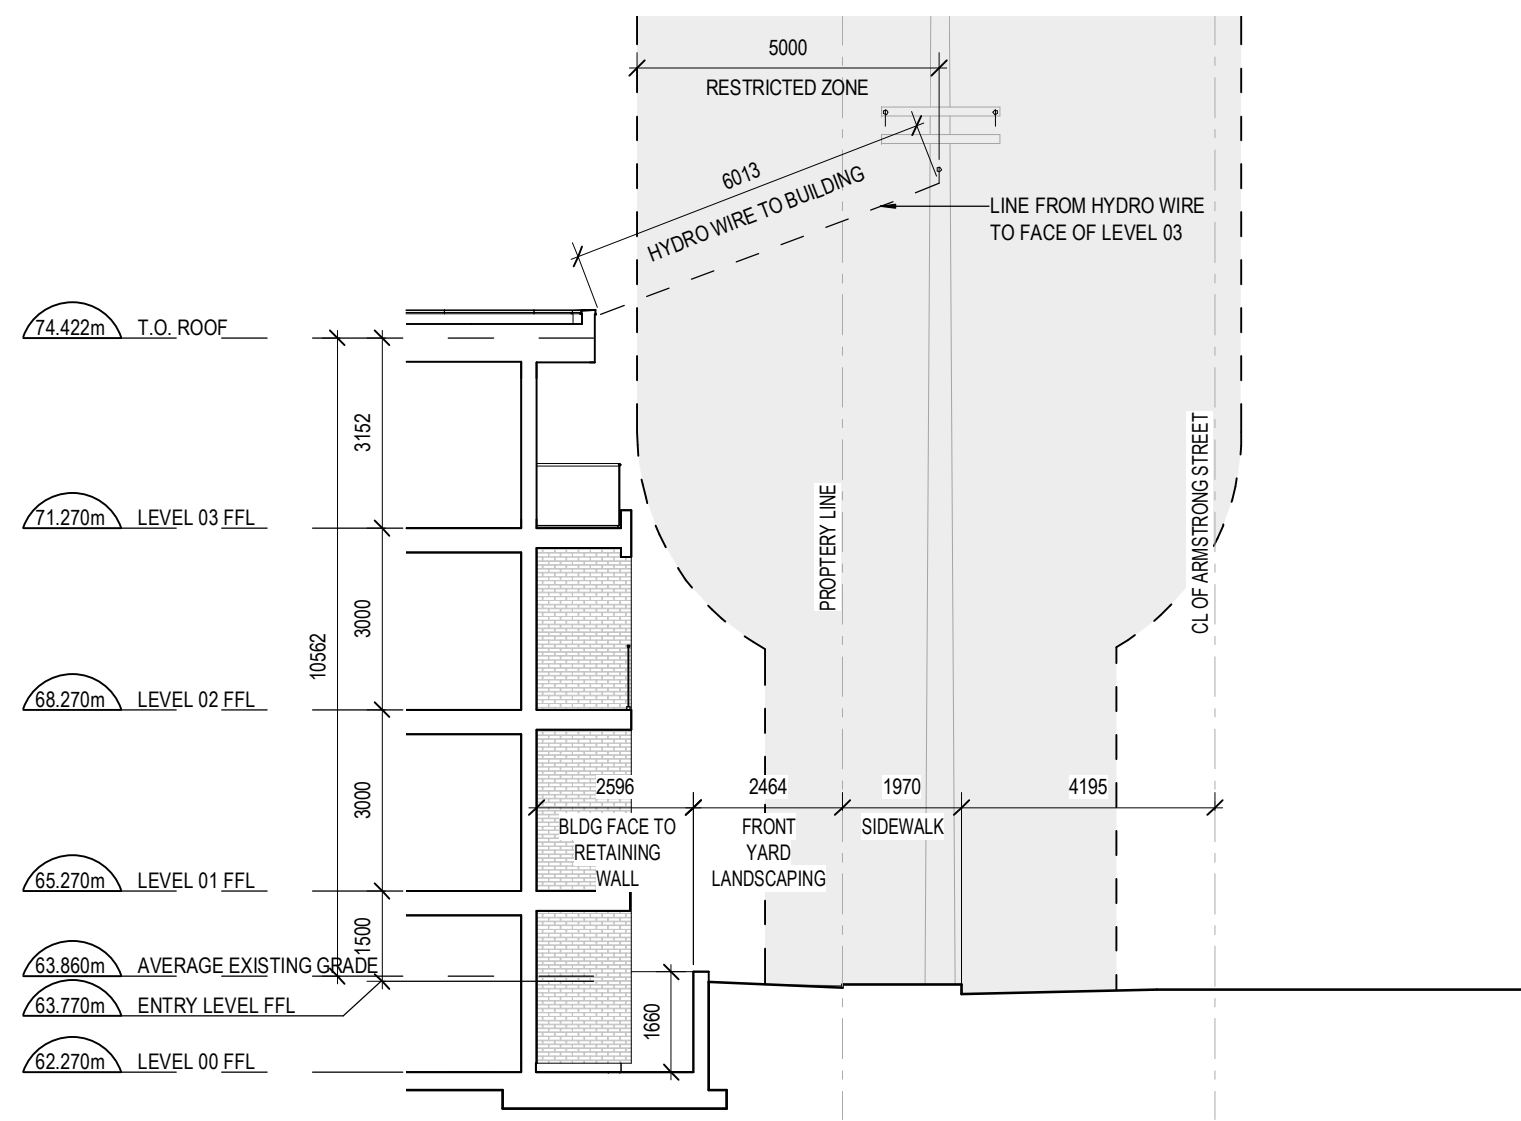 5000
RESTRICTED ZONE
6013
HYDRO WIRE TO BUILDING
LINE FROM HYDRO WIRE
TO FACE OF LEVEL 03
74.422m T.O. ROOF
3152
CL OF ARMSTRONG STREET
PROPTERY LINE
71.270m LEVEL 03 FFL
3000
10562
68.270m LEVEL 02 FFL
3000
2596
BLDG FACE TO
RETAINING
WALL
2464
FRONT
YARD
LANDSCAPING
1970
SIDEWALK
4195
65.270m LEVEL 01 FFL
1500
63.860m AVERAGE EXISTING GRADE
63.770m ENTRY LEVEL FFL
1660
62.270m LEVEL 00 FFL